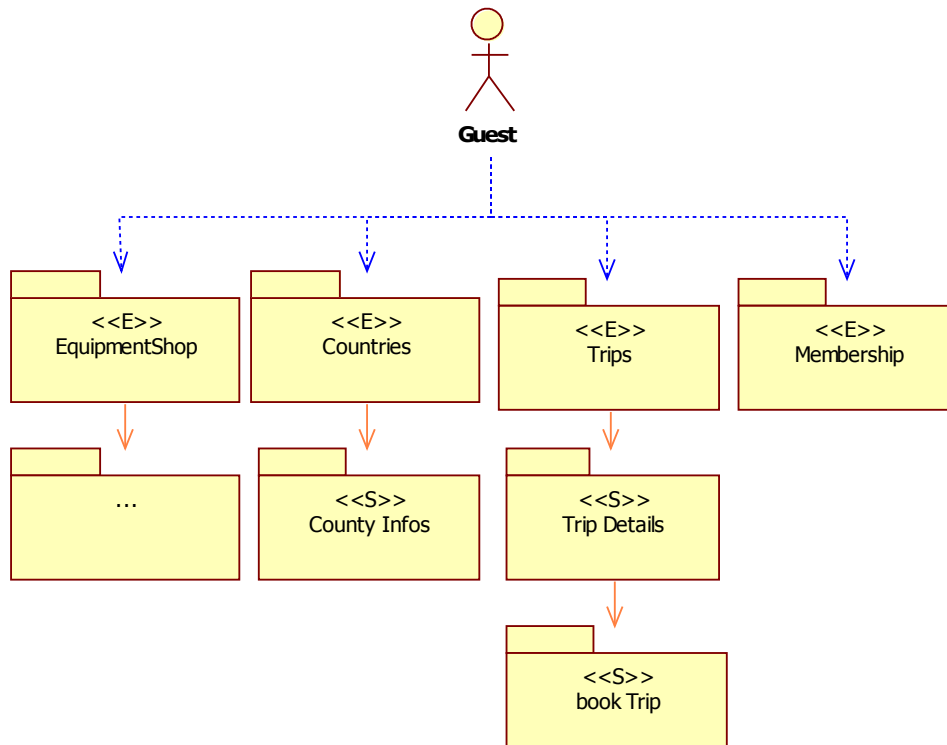 Guest
<<E>>
EquipmentShop
<<E>>
Countries
<<E>>
Trips
<<E>>
Membership
...
<<S>>
County Infos
<<S>>
Trip Details
<<S>>
book Trip